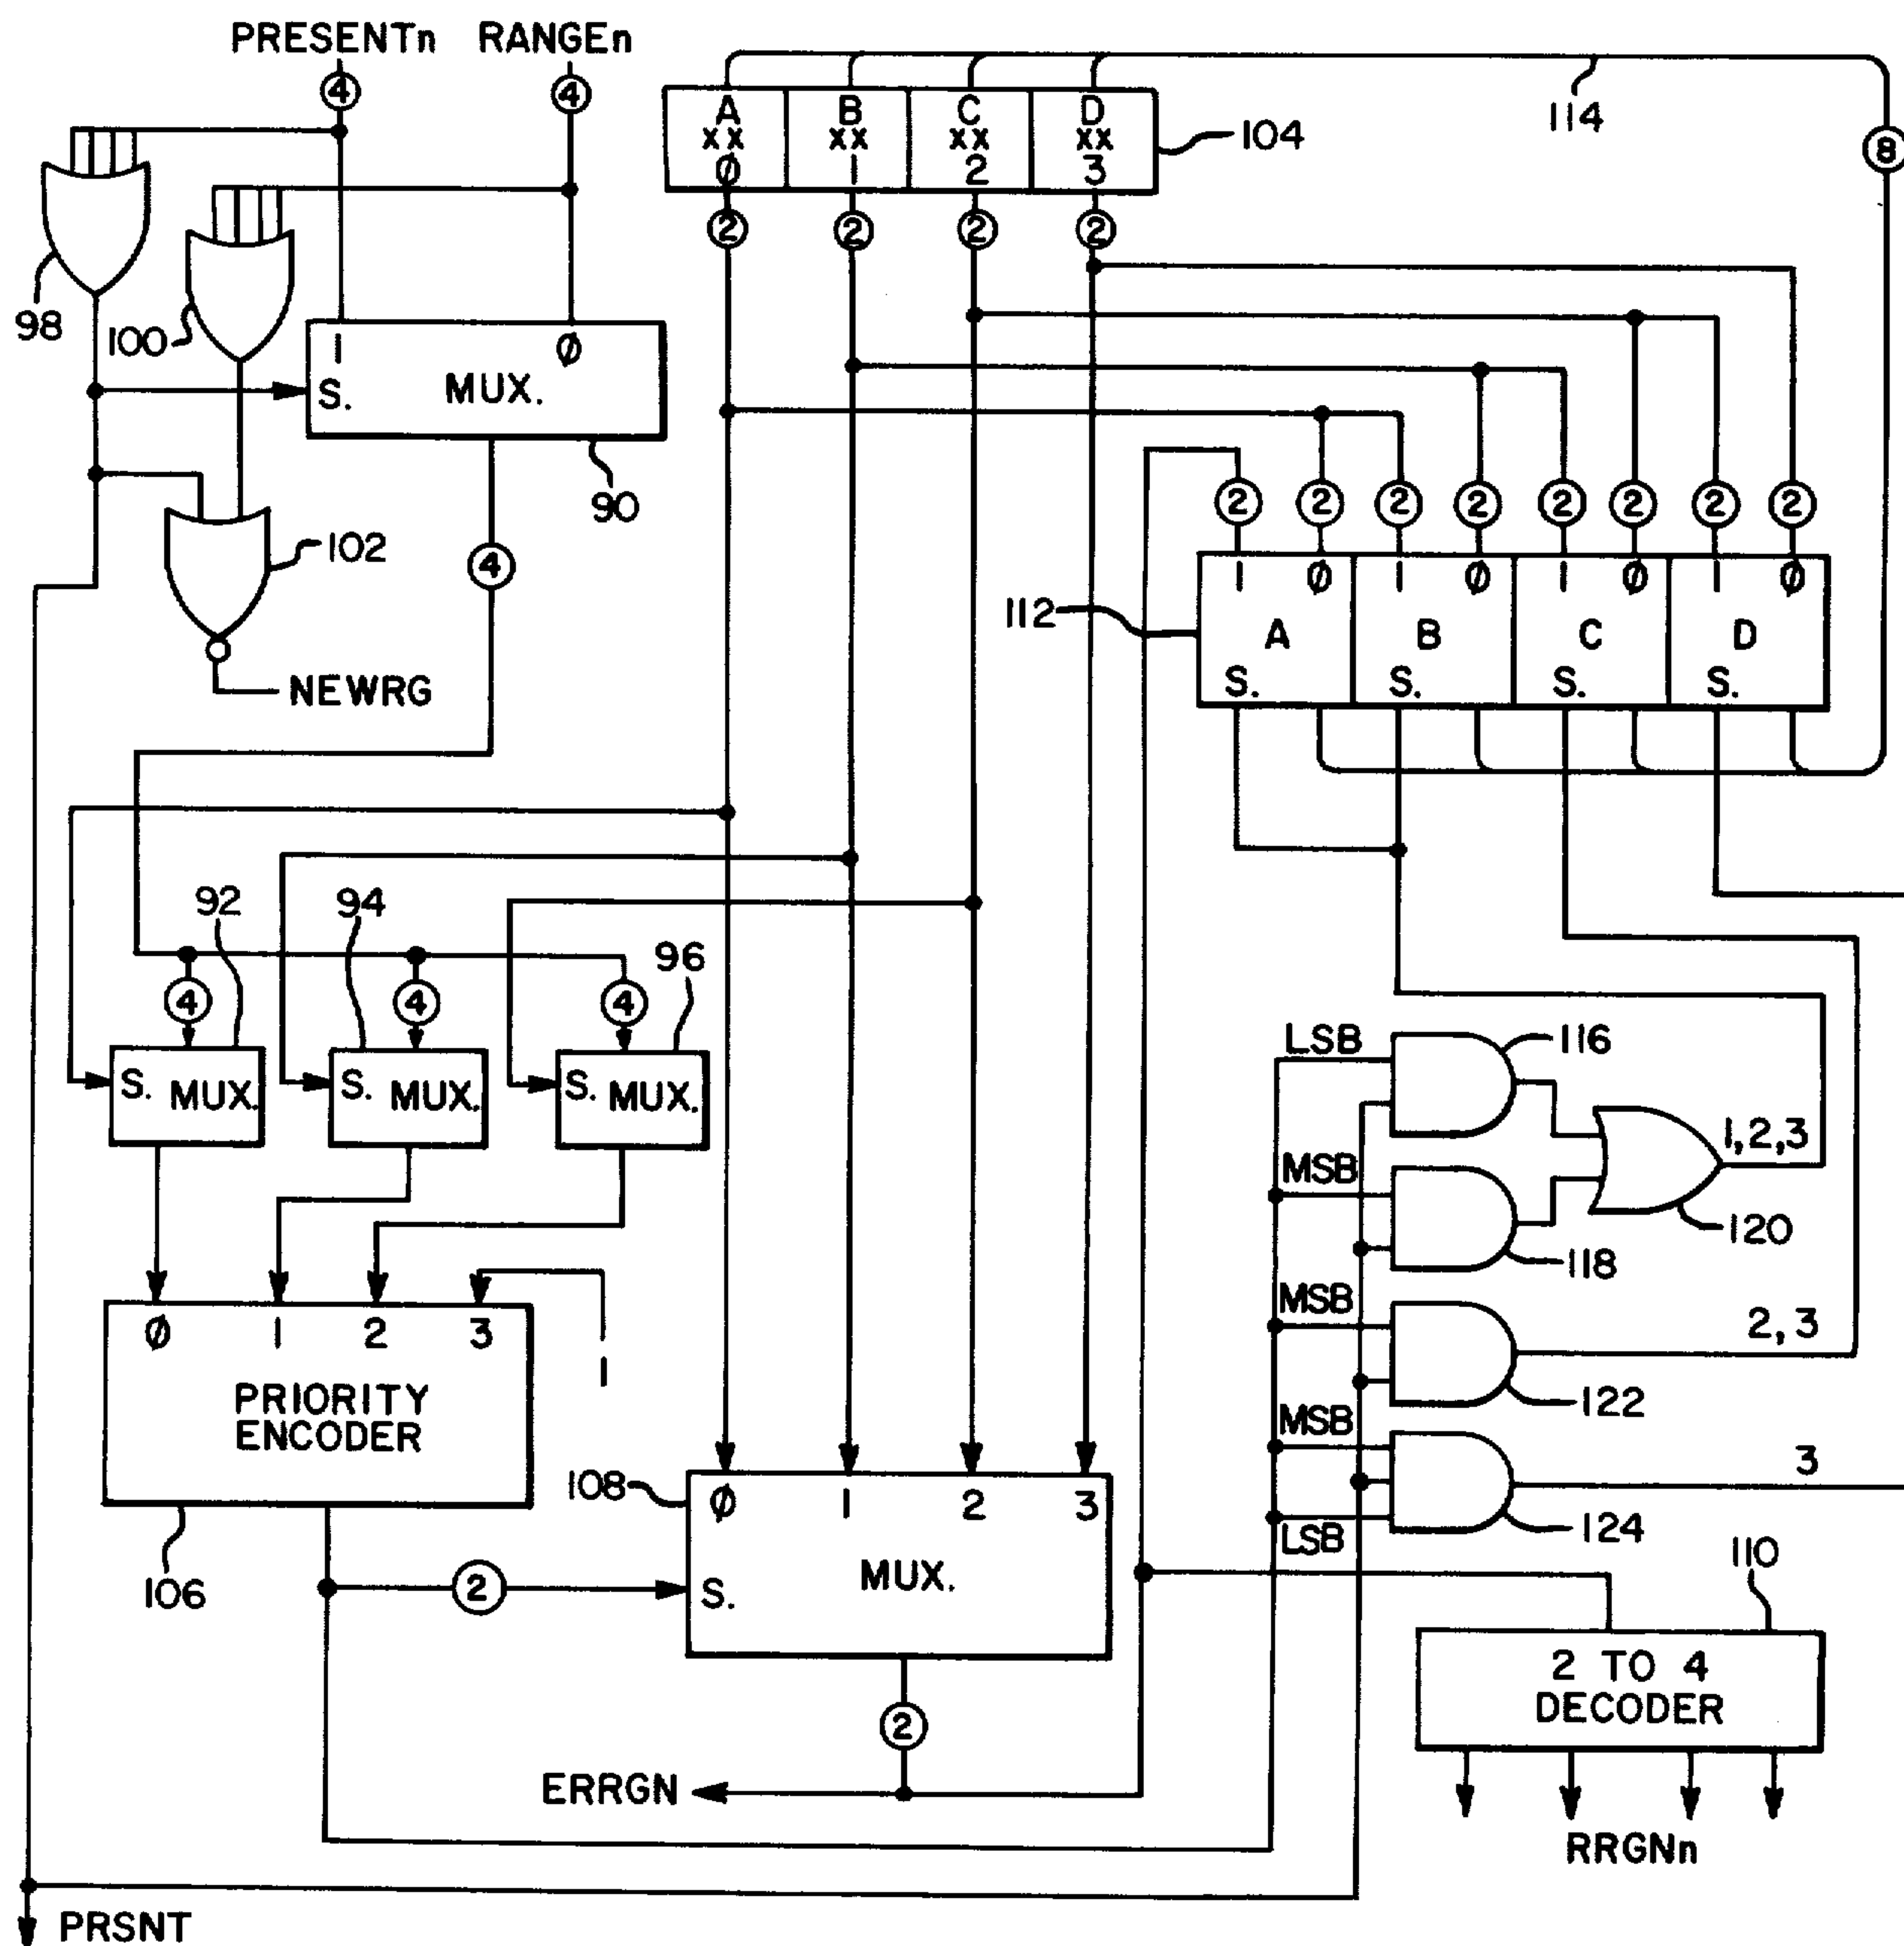 PRESENTn RANGEn
4 4
A B C D
XX XX XX XX
Ø 1 2 3
104
114
8
2 2 2 2
98
100
1 Ø
S. MUX.
90
102
4
NEWRG
2 2 2 2 2 2 2 2
1 Ø 1 Ø 1 Ø 1 Ø
112
A B C D
S. S. S. S.
92 94 96
4 4 4
S. MUX. S. MUX. S. MUX.
LSB 116
MSB 1,2,3
118 120
MSB 2, 3
122
MSB 3
LSB 124
Ø 1 2 3
1
PRIORITY
ENCODER
106
108
Ø 1 2 3
2
S. MUX.
110
2 TO 4
DECODER
2
ERRGN
RRGNn
PRSNT